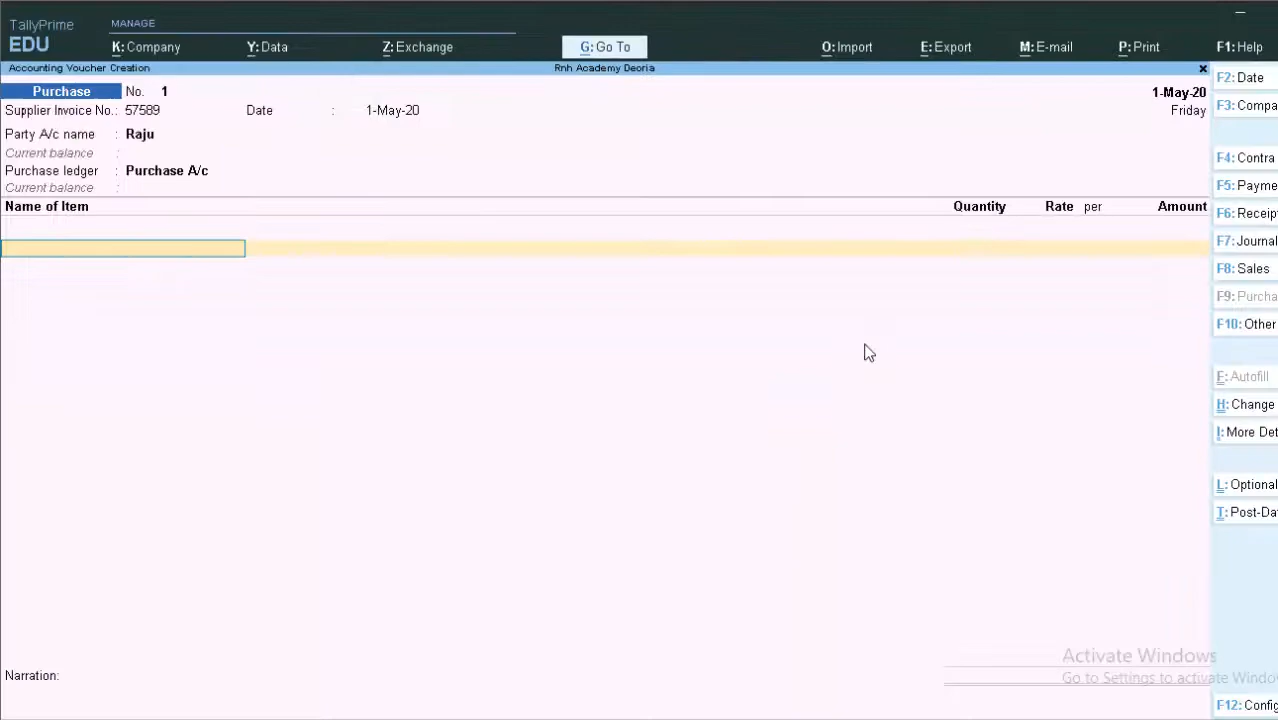 TallyPrime
EDU
MANAGE
K:Company Y:Data Z:Exchange G:Go To O:Import E:Export M:E-mail P:Print F1:Help
Accounting Voucher Creation Rnh Academy Deoria x
Purchase No. 1 1-May-20
Supplier Invoice No.: 57589 Date : 1-May-20 Friday
Party A/c name : Raju
Current balance :
Purchase ledger : Purchase A/c
Current balance :
Name of Item Quantity Rate per Amount
Narration:
F2:Date
F3:Compa
F4:Contra
F5:Payme
F6:Receip
F7:Journal
F8:Sales
F9:Purcha
F10:Other
F:Autofill
H:Change
I:More Det
L:Optional
T:Post-Da
F12:Config
Activate Windows
Go to Settings to activate Windo